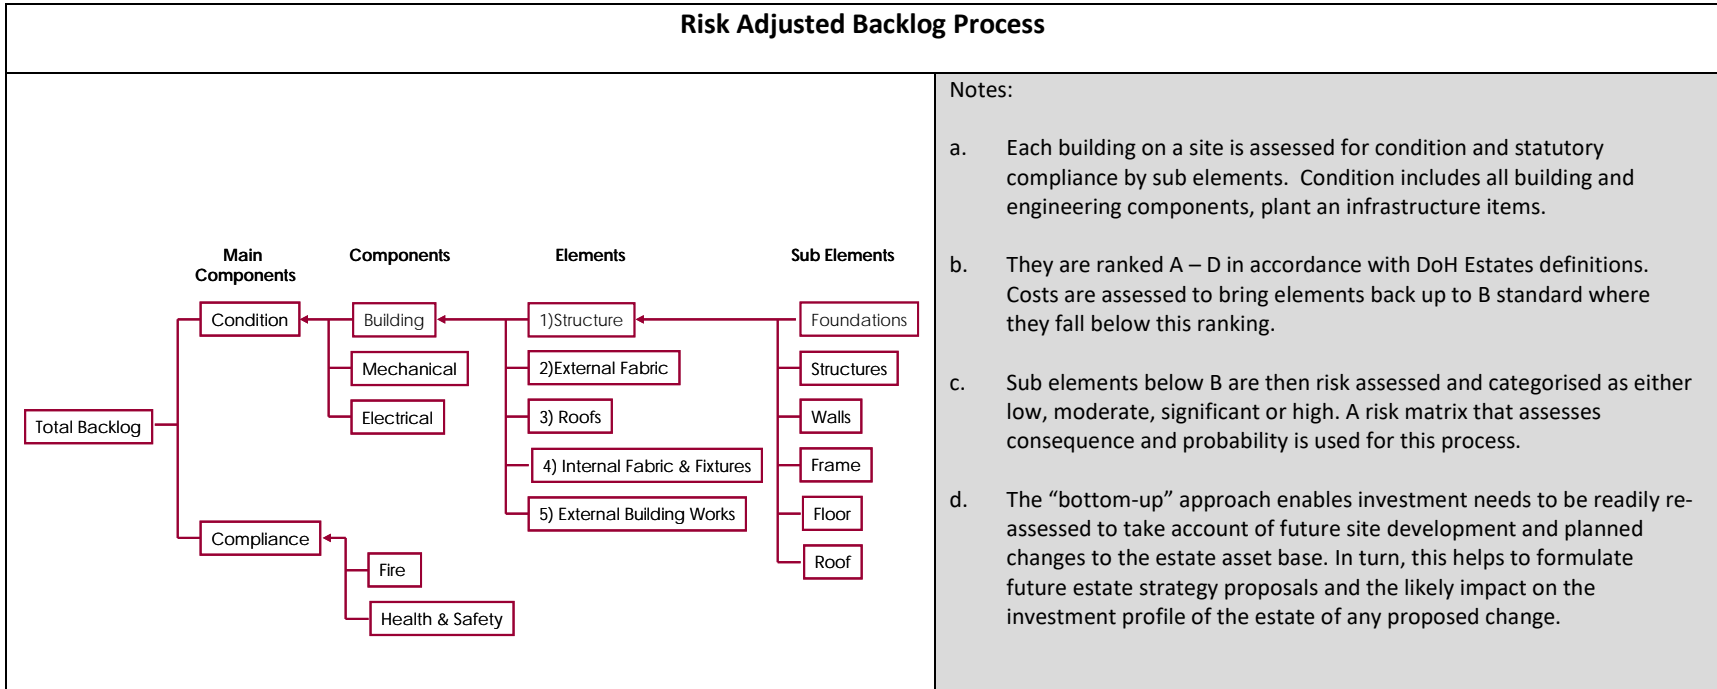 Risk Adjusted Backlog Process
Main
Components
Components
Elements
Sub Elements
Condition
Building
1)Structure
Foundations
Mechanical
2)External Fabric
Structures
Electrical
3) Roofs
Walls
Total Backlog
4) Internal Fabric & Fixtures
Frame
5) External Building Works
Floor
Compliance
Roof
Fire
Health & Safety
Notes:
a. Each building on a site is assessed for condition and statutory
compliance by sub elements. Condition includes all building and
engineering components, plant an infrastructure items.
b. They are ranked A – D in accordance with DoH Estates definitions.
Costs are assessed to bring elements back up to B standard where
they fall below this ranking.
c. Sub elements below B are then risk assessed and categorised as either
low, moderate, significant or high. A risk matrix that assesses
consequence and probability is used for this process.
d. The “bottom-up” approach enables investment needs to be readily re-
assessed to take account of future site development and planned
changes to the estate asset base. In turn, this helps to formulate
future estate strategy proposals and the likely impact on the
investment profile of the estate of any proposed change.